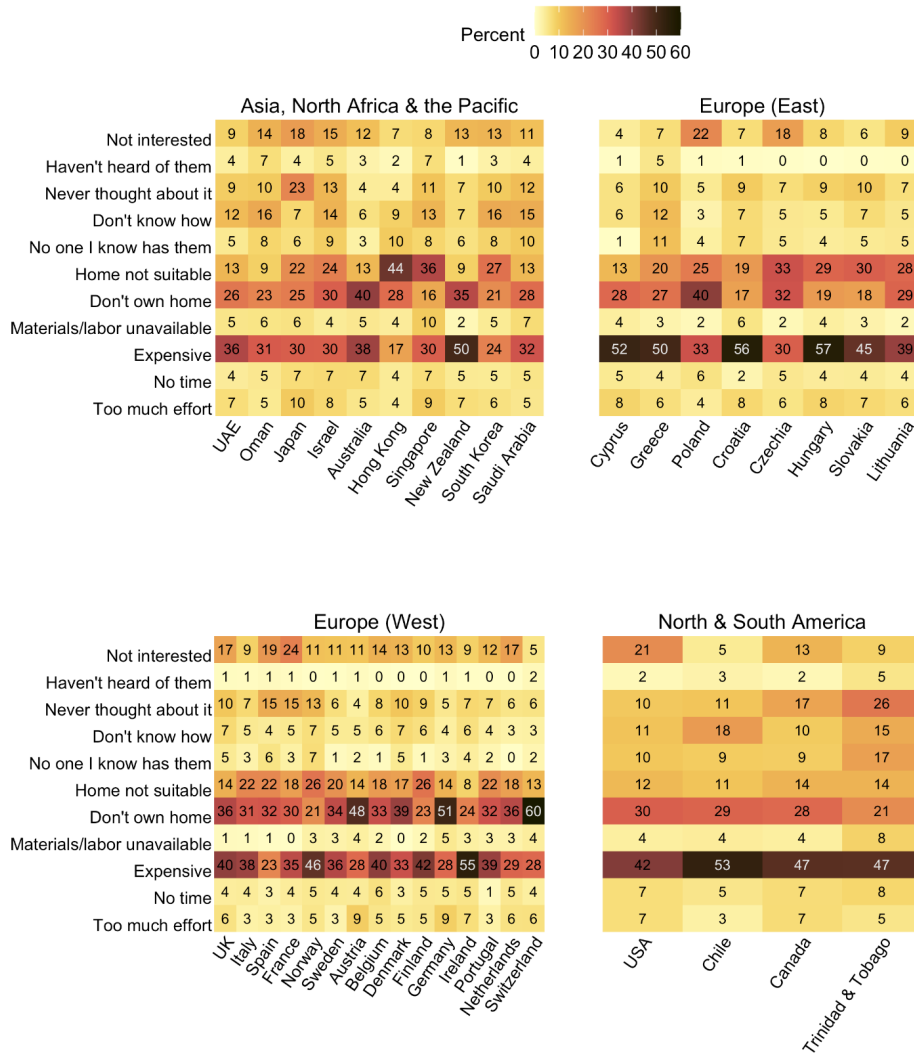 Percent
0 10 20 30 40 50 60
Asia, North Africa & the Pacific
Not interested 9 14 18 15 12 7 8 13 13 11
Haven't heard of them 4 7 4 5 3 2 7 1 3 4
Never thought about it 9 10 23 13 4 4 11 7 10 12
Don't know how 12 16 7 14 6 9 13 7 16 15
No one I know has them 5 8 6 9 3 10 8 6 8 10
Home not suitable 13 9 22 24 13 44 36 9 27 13
Don't own home 26 23 25 30 40 28 16 35 21 28
Materials/labor unavailable 5 6 6 4 5 4 10 2 5 7
Expensive 36 31 30 30 38 17 30 50 24 32
No time 4 5 7 7 7 4 7 5 5 5
Too much effort 7 5 10 8 5 4 9 7 6 5
UAE
Oman
Japan
Israel
Australia
Hong Kong
Singapore
New Zealand
South Korea
Saudi Arabia
Europe (East)
4 7 22 7 18 8 6 9
1 5 1 1 0 0 0 0
6 10 5 9 7 9 10 7
6 12 3 7 5 5 7 5
1 11 4 7 5 4 5 5
13 20 25 19 33 29 30 28
28 27 40 17 32 19 18 29
4 3 2 6 2 4 3 2
52 50 33 56 30 57 45 39
5 4 6 2 5 4 4 4
8 6 4 8 6 8 7 6
Cyprus
Greece
Poland
Croatia
Czechia
Hungary
Slovakia
Lithuania
Europe (West)
Not interested 17 9 19 24 11 11 11 14 13 10 13 9 12 17 5
Haven't heard of them 1 1 1 1 0 1 1 0 0 1 1 0 1 0 2
Never thought about it 10 7 15 15 13 6 4 8 10 9 5 7 7 6 6
Don't know how 7 5 4 5 7 5 5 5 7 6 4 6 4 3 3
No one I know has them 5 3 6 3 7 1 2 1 5 1 3 4 2 0 2
Home not suitable 14 22 22 18 26 20 14 18 17 26 14 8 22 18 13
Don't own home 36 31 32 30 21 34 48 33 39 23 51 24 32 36 60
Materials/labor unavailable 1 1 1 0 3 3 4 2 0 2 5 3 3 3 4
Expensive 40 38 23 35 46 36 28 40 33 42 28 55 39 29 28
No time 4 4 3 4 5 4 4 6 3 5 5 5 1 5 4
Too much effort 6 3 3 3 5 3 9 5 5 5 9 7 3 6 6
UK
Italy
Spain
France
Norway
Sweden
Austria
Belgium
Denmark
Finland
Germany
Ireland
Portugal
Netherlands
Switzerland
North & South America
21 5 13 9
2 3 2 5
10 11 17 26
11 18 10 15
10 9 9 17
12 11 14 14
30 29 28 21
4 4 4 8
42 53 47 47
7 5 7 8
7 3 7 5
USA
Chile
Canada
Trinidad & Tobago